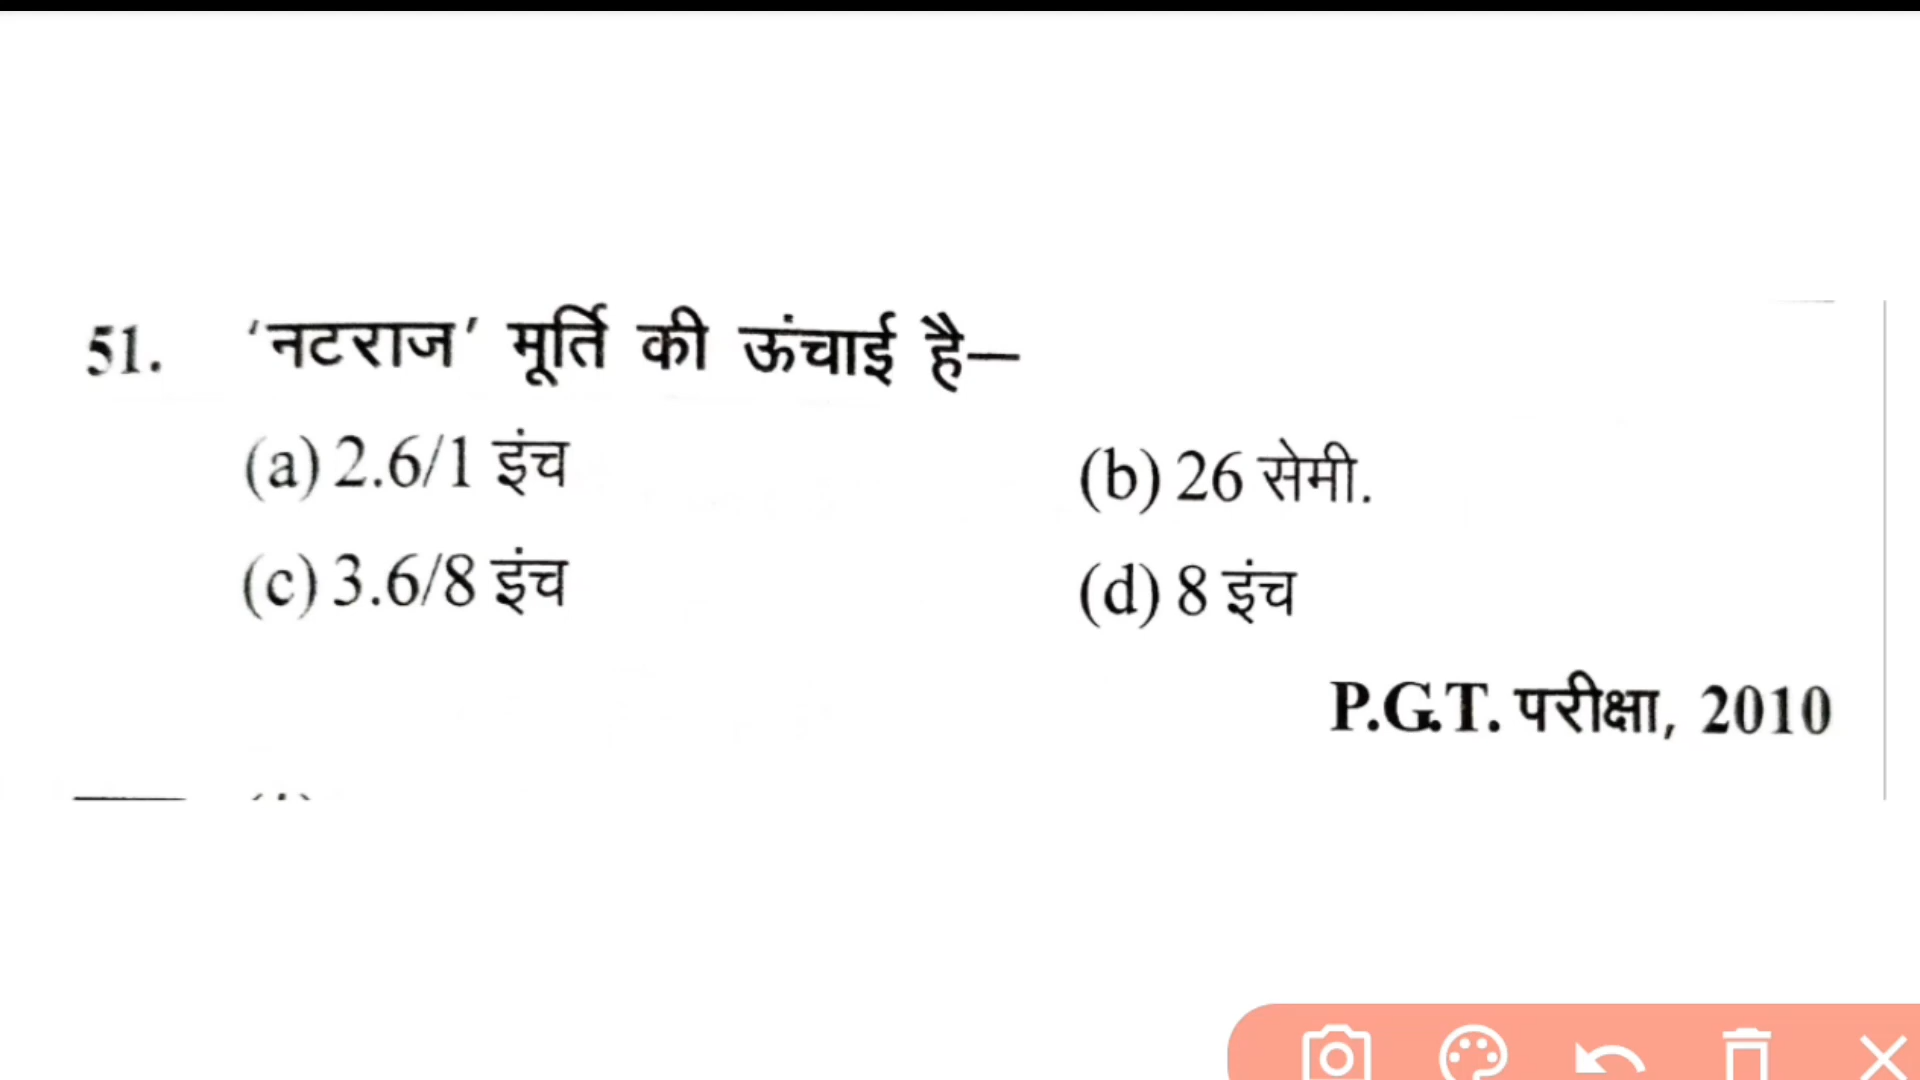 51. ‘नटराज’ मूर्ति की ऊंचाई है—
(a) 2.6/1 इंच (b) 26 सेमी.
(c) 3.6/8 इंच (d) 8 इंच
P.G.T. परीक्षा, 2010